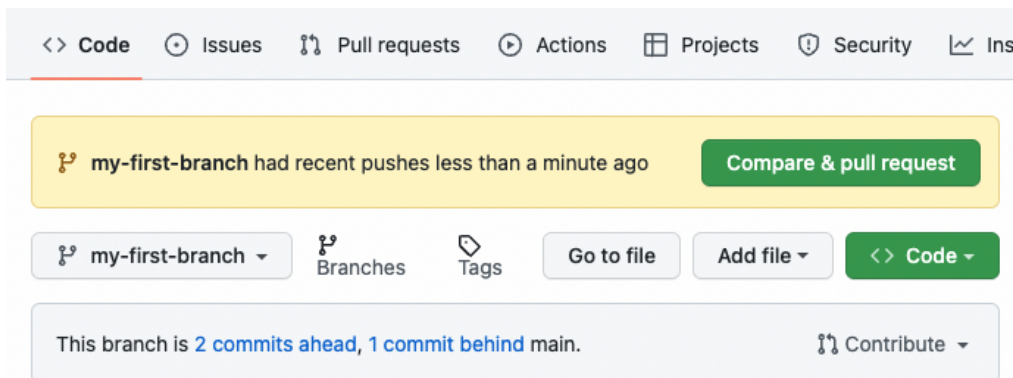 Code Issues Pull requests Actions Projects Security Ins
my-first-branch had recent pushes less than a minute ago Compare & pull request
my-first-branch Branches Tags Go to file Add file Code
This branch is 2 commits ahead, 1 commit behind main. Contribute